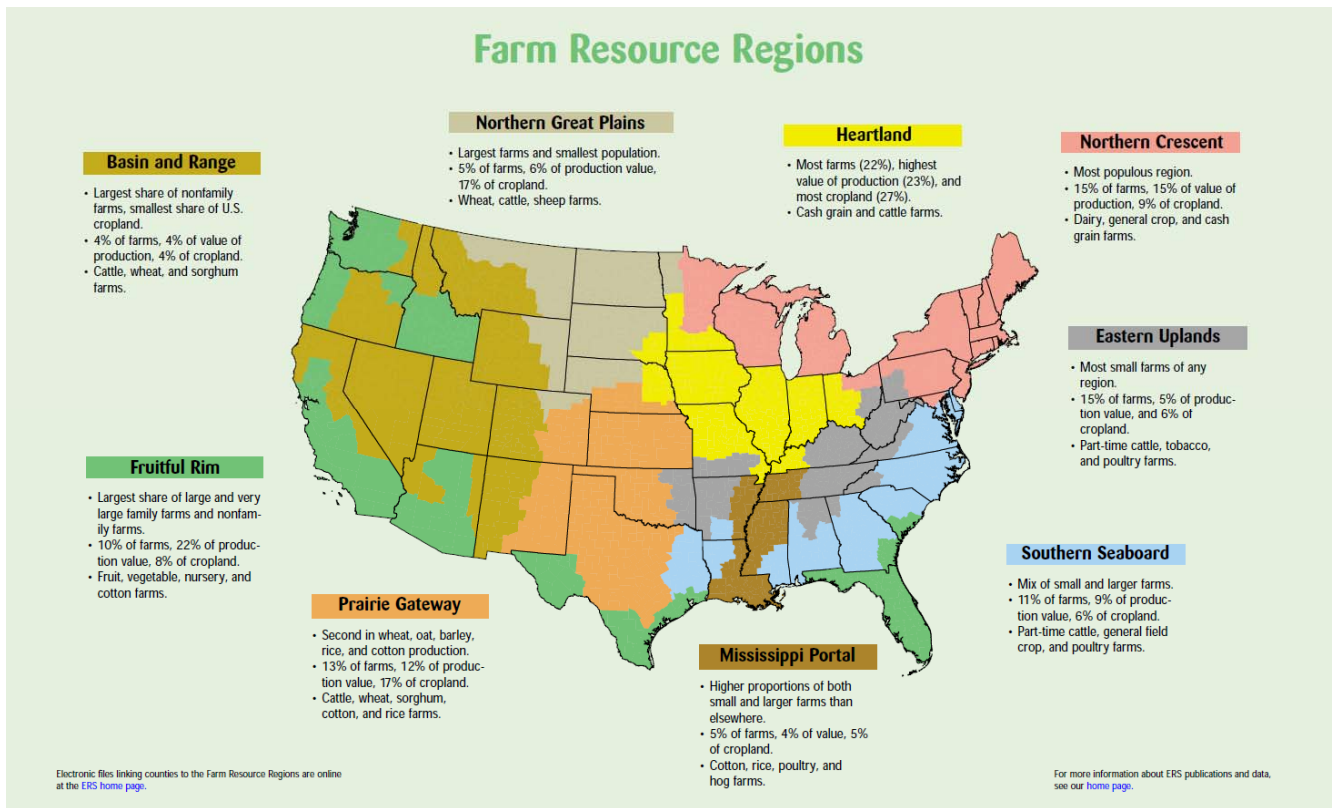 Farm Resource Regions
Northern Great Plains
• Largest farms and smallest population.
• 5% of farms, 6% of production value,
17% of cropland.
• Wheat, cattle, sheep farms.
Heartland
• Most farms (22%), highest
value of production (23%), and
most cropland (27%).
• Cash grain and cattle farms.
Northern Crescent
• Most populous region.
• 15% of farms, 15% of value of
production, 9% of cropland.
• Dairy, general crop, and cash
grain farms.
Basin and Range
• Largest share of nonfamily
farms, smallest share of U.S.
cropland.
• 4% of farms, 4% of value of
production, 4% of cropland.
• Cattle, wheat, and sorghum
farms.
Eastern Uplands
• Most small farms of any
region.
• 15% of farms, 5% of produc-
tion value, and 6% of
cropland.
• Part-time cattle, tobacco,
and poultry farms.
Fruitful Rim
• Largest share of large and very
large family farms and nonfam-
ily farms.
• 10% of farms, 22% of produc-
tion value, 8% of cropland.
• Fruit, vegetable, nursery, and
cotton farms.
Southern Seaboard
• Mix of small and larger farms.
• 11% of farms, 9% of produc-
tion value, 6% of cropland.
• Part-time cattle, general field
crop, and poultry farms.
Prairie Gateway
• Second in wheat, oat, barley,
rice, and cotton production.
• 13% of farms, 12% of produc-
tion value, 17% of cropland.
• Cattle, wheat, sorghum,
cotton, and rice farms.
Mississippi Portal
• Higher proportions of both
small and larger farms than
elsewhere.
• 5% of farms, 4% of value, 5%
of cropland.
• Cotton, rice, poultry, and
hog farms.
Electronic files linking counties to the Farm Resource Regions are online
at the ERS home page.
For more information about ERS publications and data,
see our home page.